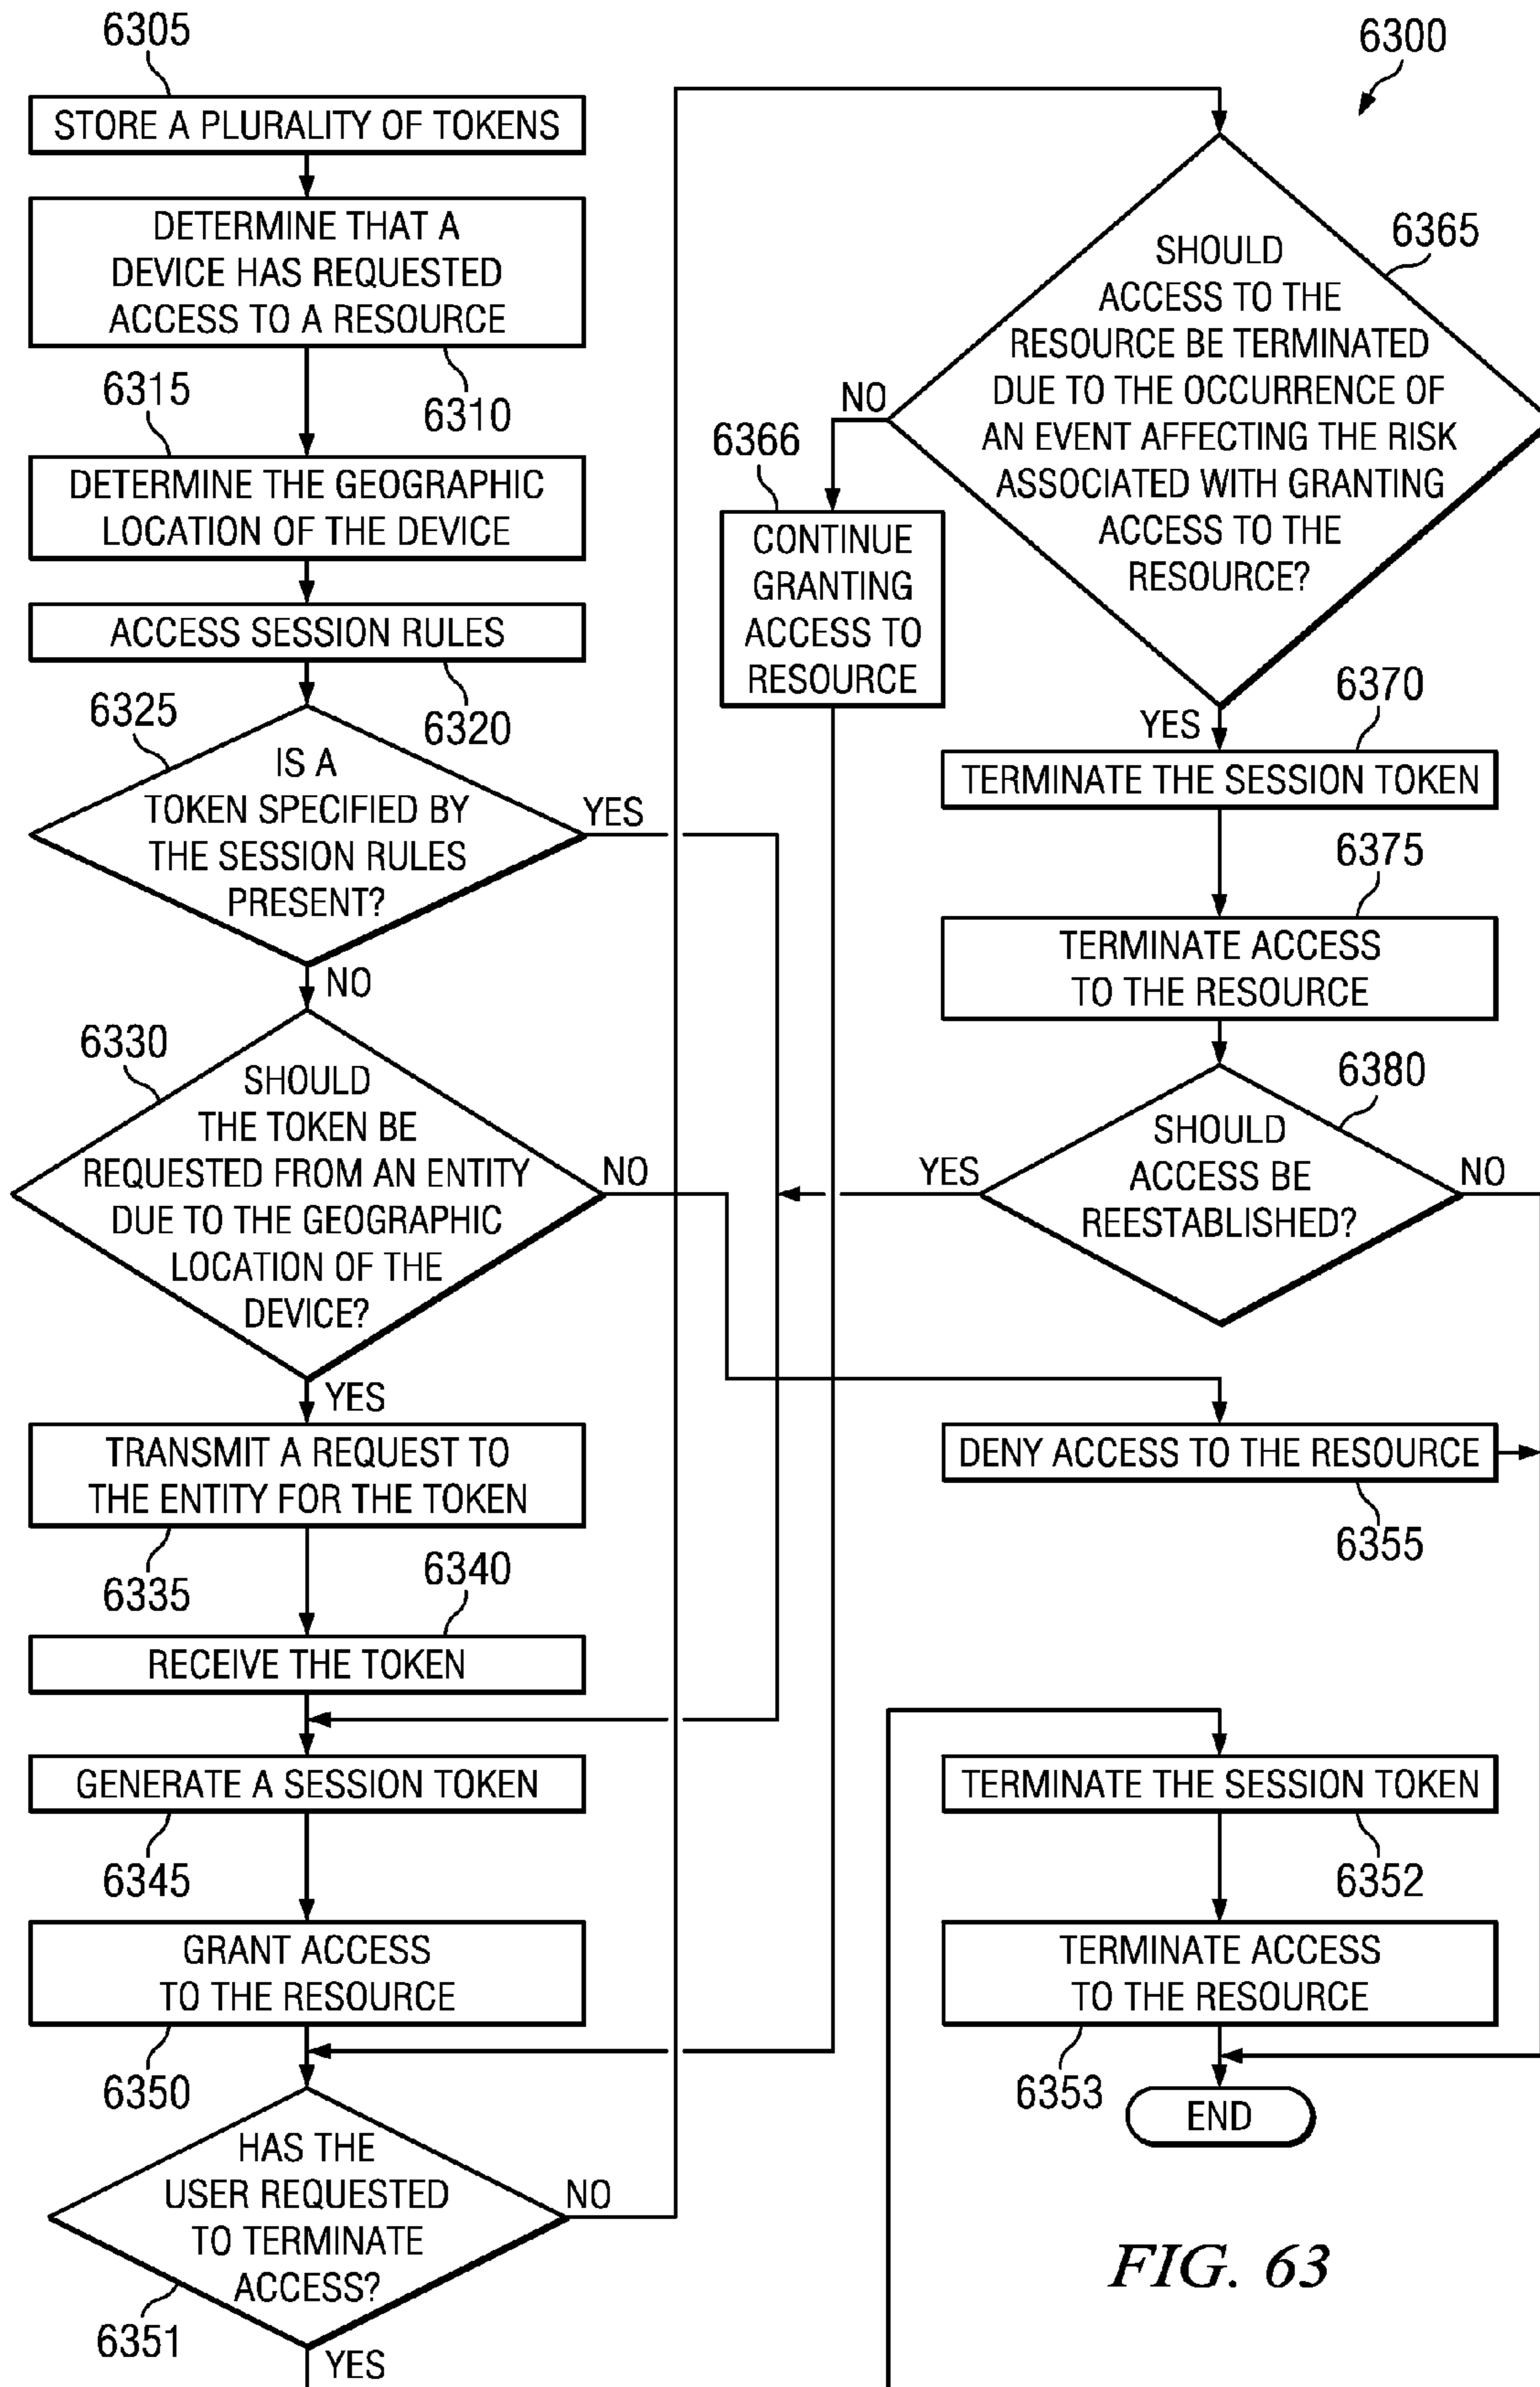 6305
STORE A PLURALITY OF TOKENS
DETERMINE THAT A
DEVICE HAS REQUESTED
ACCESS TO A RESOURCE
6310
6315
DETERMINE THE GEOGRAPHIC
LOCATION OF THE DEVICE
ACCESS SESSION RULES
6320
6325
IS A
TOKEN SPECIFIED BY
THE SESSION RULES
PRESENT?
YES
NO
6330
SHOULD
THE TOKEN BE
REQUESTED FROM AN ENTITY
DUE TO THE GEOGRAPHIC
LOCATION OF THE
DEVICE?
NO
YES
TRANSMIT A REQUEST TO
THE ENTITY FOR THE TOKEN
6335
6340
RECEIVE THE TOKEN
GENERATE A SESSION TOKEN
6345
GRANT ACCESS
TO THE RESOURCE
6350
HAS THE
USER REQUESTED
TO TERMINATE
ACCESS?
NO
6351
YES
6300
6365
SHOULD
ACCESS TO THE
RESOURCE BE TERMINATED
DUE TO THE OCCURRENCE OF
AN EVENT AFFECTING THE RISK
ASSOCIATED WITH GRANTING
ACCESS TO THE
RESOURCE?
NO
6366
CONTINUE
GRANTING
ACCESS TO
RESOURCE
YES
6370
TERMINATE THE SESSION TOKEN
6375
TERMINATE ACCESS
TO THE RESOURCE
6380
SHOULD
ACCESS BE
REESTABLISHED?
YES
NO
DENY ACCESS TO THE RESOURCE
6355
TERMINATE THE SESSION TOKEN
6352
TERMINATE ACCESS
TO THE RESOURCE
6353
END
FIG. 63